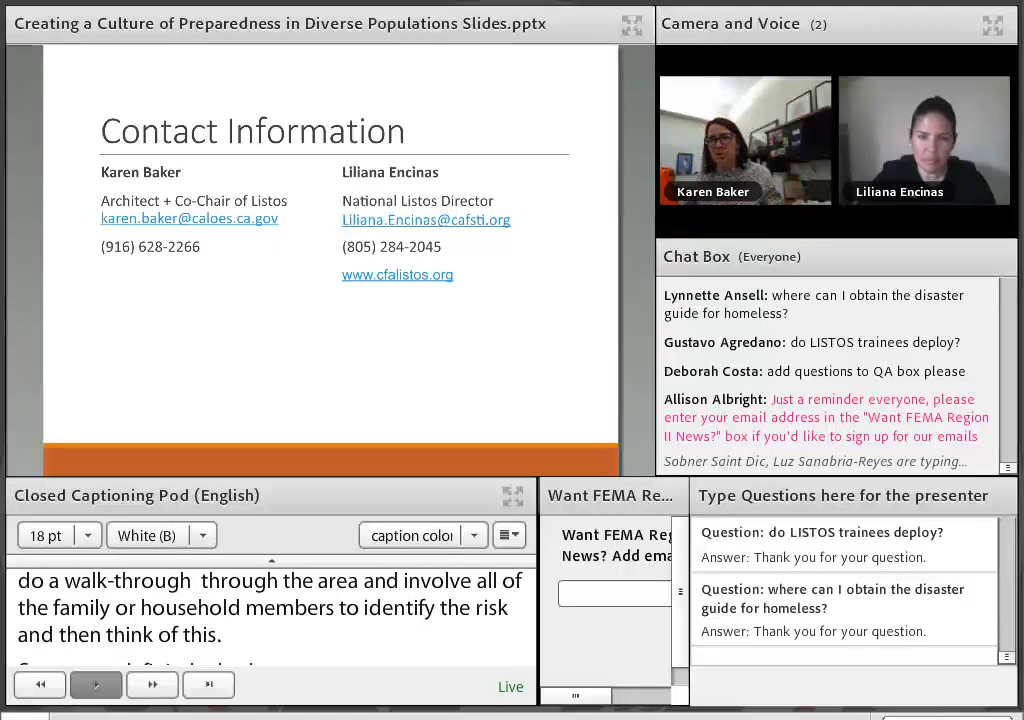 Creating a Culture of Preparedness in Diverse Populations Slides.pptx
Contact Information
Karen Baker
Architect + Co-Chair of Listos
karen.baker@caloes.ca.gov
(916) 628-2266
Liliana Encinas
National Listos Director
Liliana.Encinas@cafsti.org
(805) 284-2045
www.cfalistos.org
Camera and Voice (2)
Karen Baker
Liliana Encinas
Chat Box (Everyone)
Lynnette Ansell: where can I obtain the disaster
guide for homeless?
Gustavo Agredano: do LISTOS trainees deploy?
Deborah Costa: add questions to QA box please
Allison Albright: Just a reminder everyone, please
enter your email address in the "Want FEMA Region
II News?" box if you'd like to sign up for our emails
Sobner Saint Dic, Luz Sanabria-Reyes are typing...
Closed Captioning Pod (English)
18 pt
White (B)
caption color
do a walk-through through the area and involve all of
the family or household members to identify the risk
and then think of this.
Live
Want FEMA Re...
Want FEMA Reg
News? Add ema
Type Questions here for the presenter
Question: do LISTOS trainees deploy?
Answer: Thank you for your question.
Question: where can I obtain the disaster
guide for homeless?
Answer: Thank you for your question.